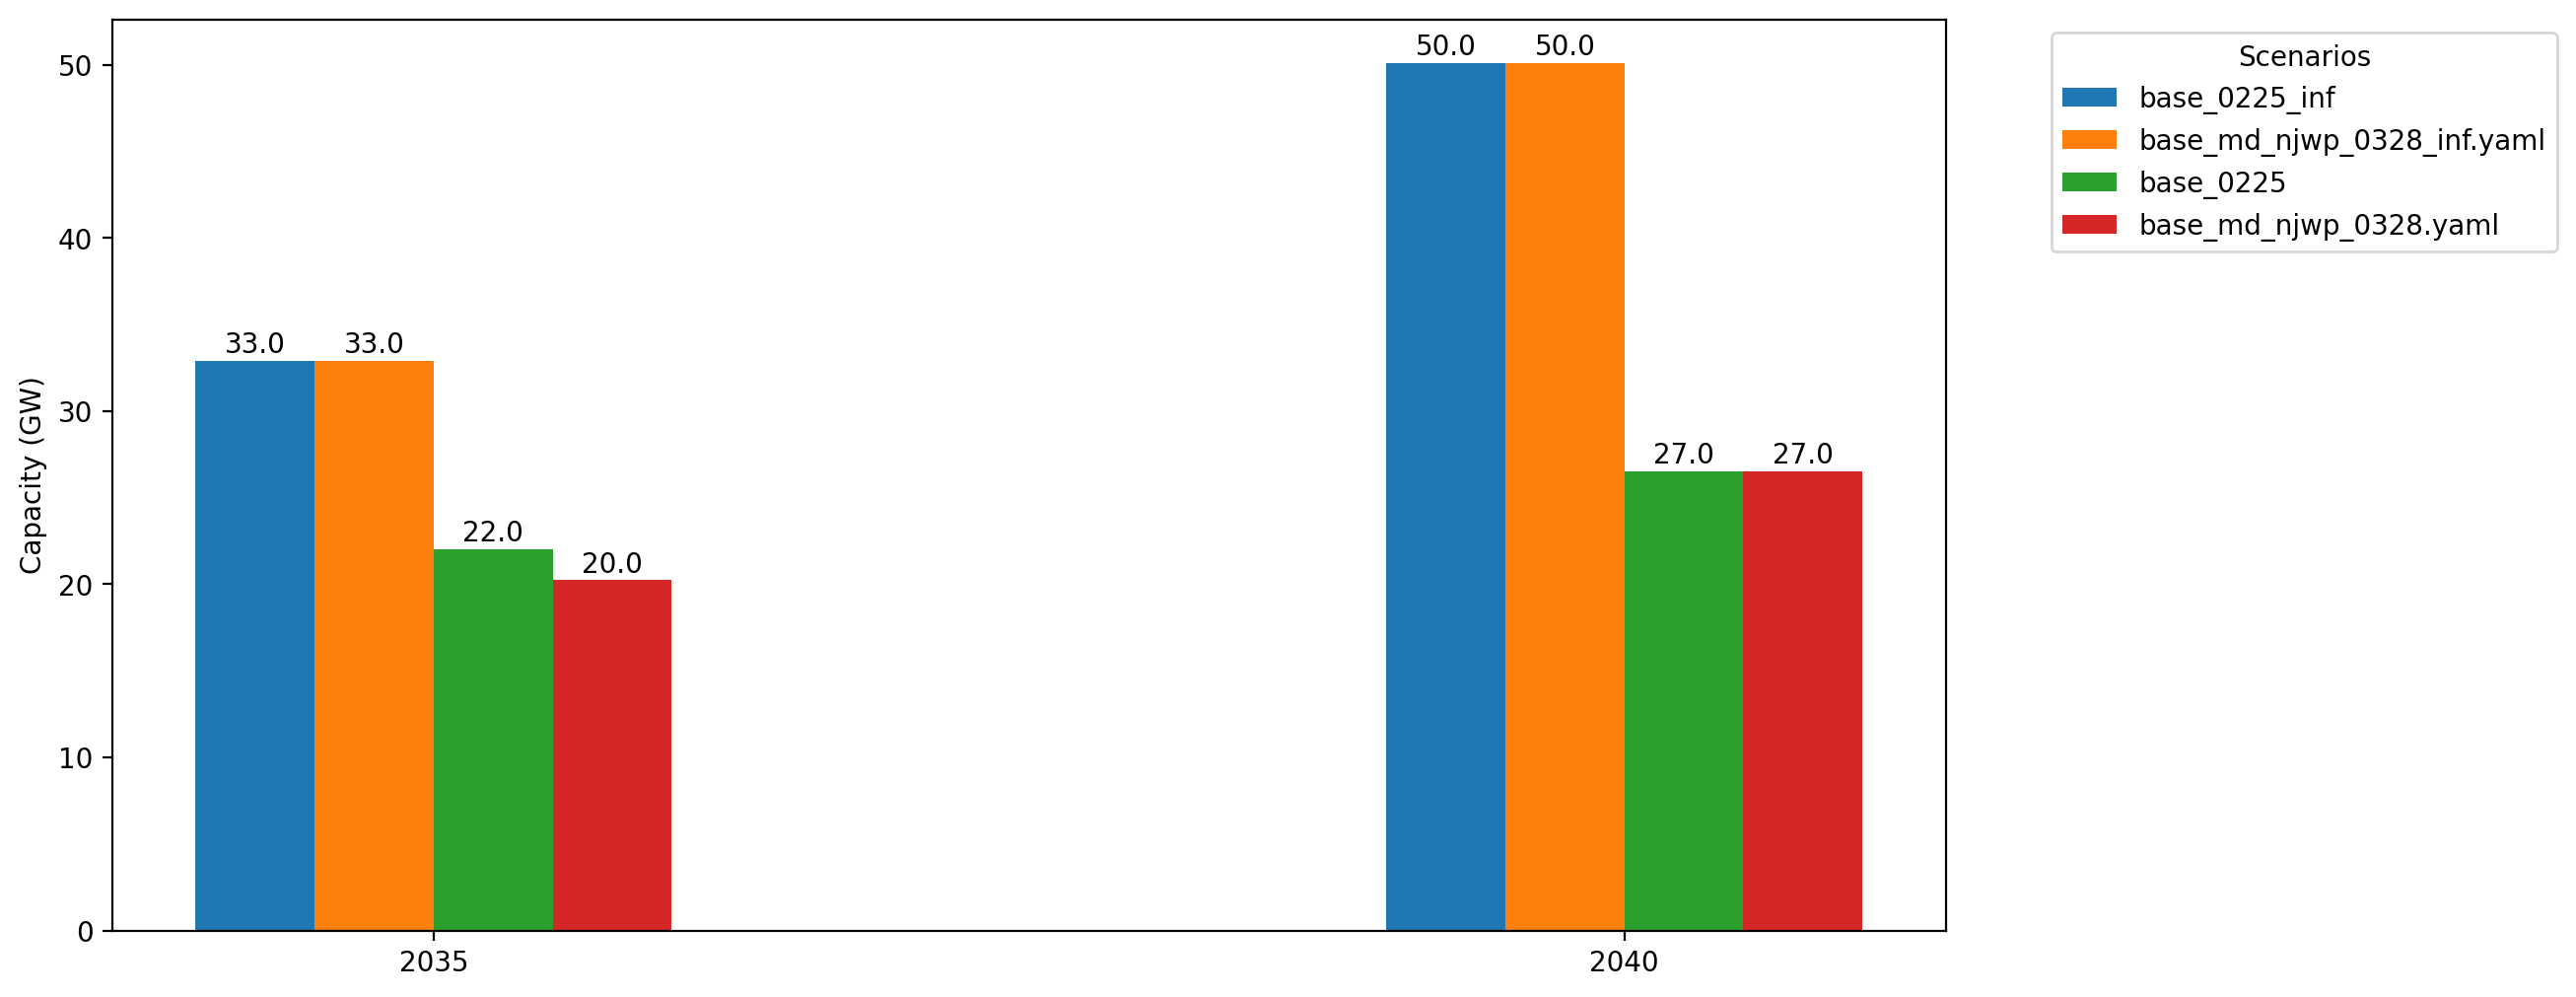 Scenarios
base_0225_inf
base_md_njwp_0328_inf.yaml
base_0225
base_md_njwp_0328.yaml
Capacity (GW)
50
40
30
20
10
0
33.0
33.0
22.0
20.0
50.0
50.0
27.0
27.0
2035
2040